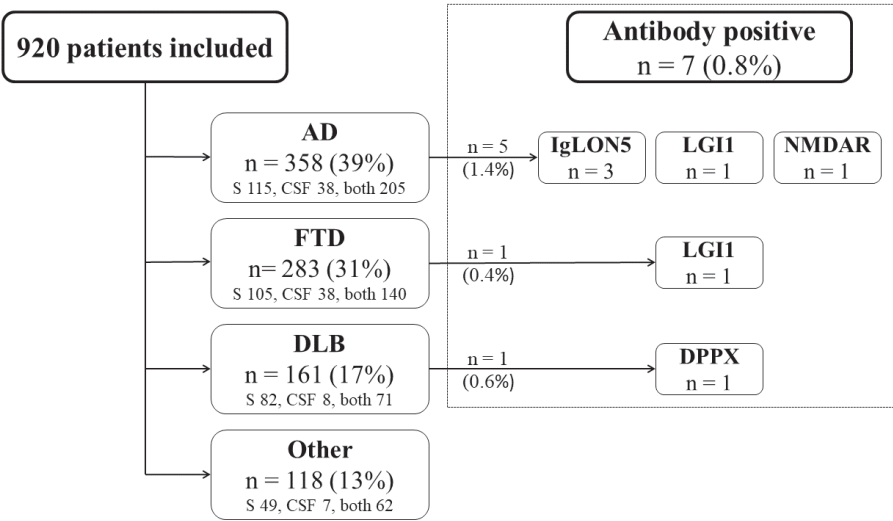 920 patients included
Antibody positive
n = 7 (0.8%)
AD
n = 358 (39%)
S 115, CSF 38, both 205
n = 5
(1.4%)
IgLON5
n = 3
LGI1
n = 1
NMDAR
n = 1
FTD
n= 283 (31%)
S 105, CSF 38, both 140
n = 1
(0.4%)
LGI1
n = 1
DLB
n = 161 (17%)
S 82, CSF 8, both 71
n = 1
(0.6%)
DPPX
n = 1
Other
n = 118 (13%)
S 49, CSF 7, both 62